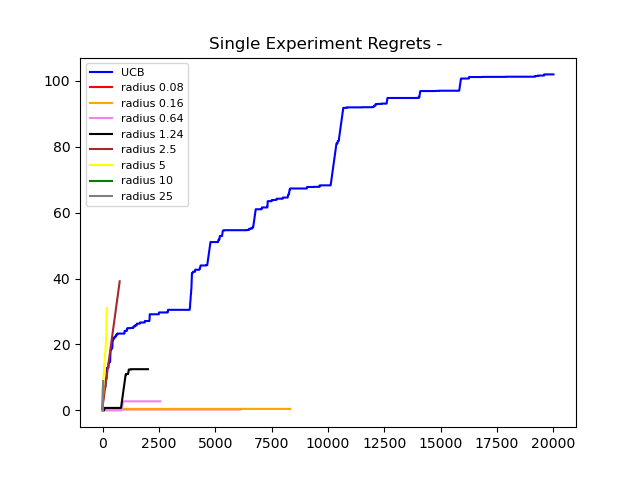 Single Experiment Regrets -
UCB
radius 0.08
radius 0.16
radius 0.64
radius 1.24
radius 2.5
radius 5
radius 10
radius 25
100
80
60
40
20
0
0 2500 5000 7500 10000 12500 15000 17500 20000